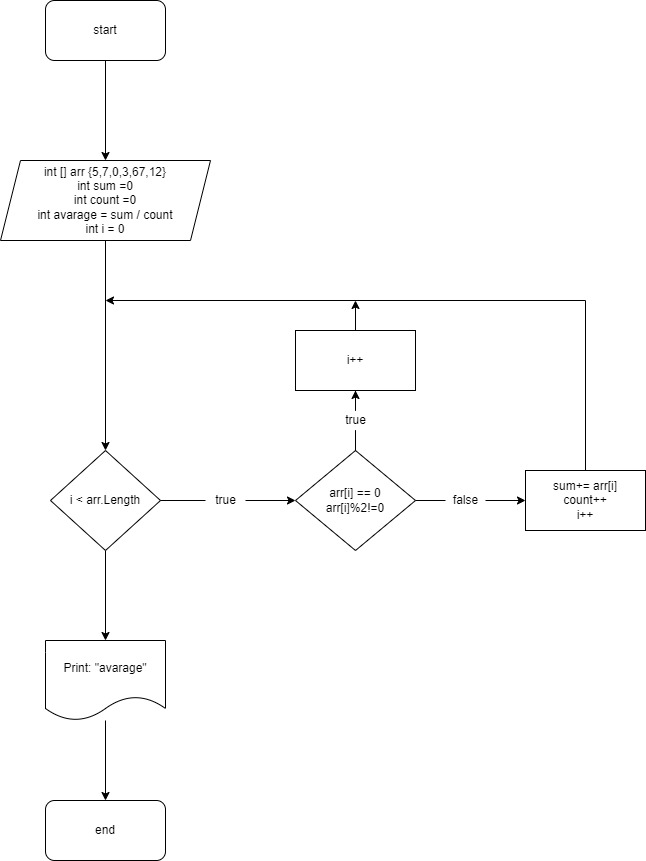 start
int [] arr {5,7,0,3,67,12}
int sum =0
int count =0
int avarage = sum / count
int i = 0
i++
true
i < arr.Length
true
arr[i] == 0
arr[i]%2!=0
false
sum+= arr[i]
count++
i++
Print: "avarage"
end